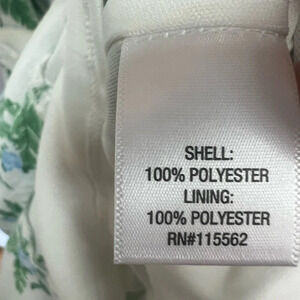 SHELL:
100% POLYESTER
LINING:
100% POLYESTER
RN#115562